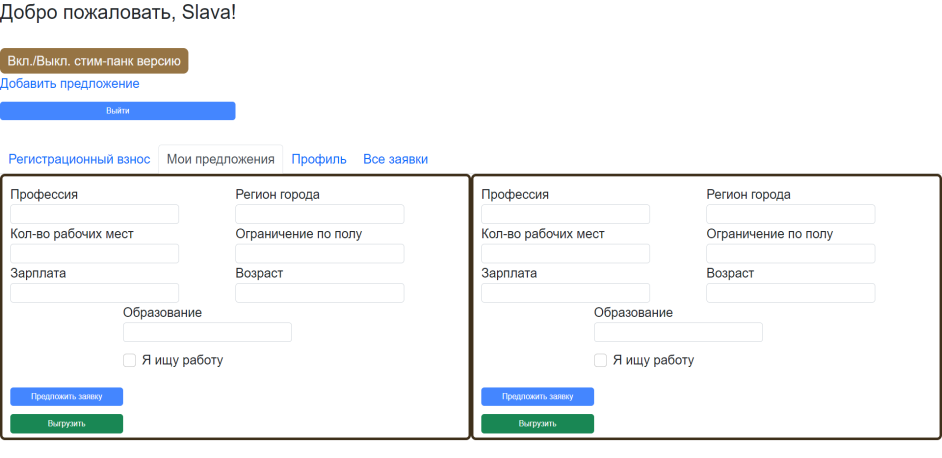 Добро пожаловать, Slava!
Вкл./Выкл. стим-панк версию
Добавить предложение
Выйти
Регистрационный взнос Мои предложения Профиль Все заявки
Профессия Регион города
Кол-во рабочих мест Ограничение по полу
Зарплата Возраст
Образование
Я ищу работу
Предложить заявку
Выгрузить
Профессия Регион города
Кол-во рабочих мест Ограничение по полу
Зарплата Возраст
Образование
Я ищу работу
Предложить заявку
Выгрузить